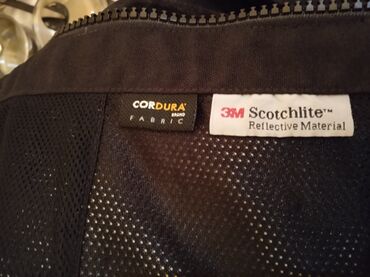 CORDURA®
BRAND
FABRIC
3M Scotchlite™
Reflective Material